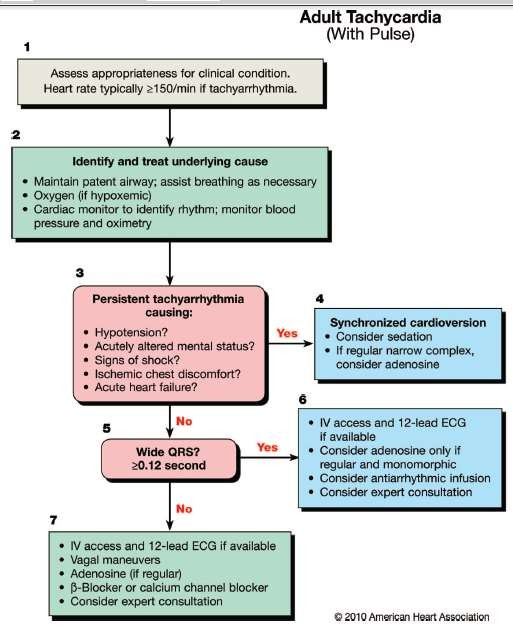 Adult Tachycardia
(With Pulse)
1
Assess appropriateness for clinical condition.
Heart rate typically ≥150/min if tachyarrhythmia.
2
Identify and treat underlying cause
• Maintain patent airway; assist breathing as necessary
• Oxygen (if hypoxemic)
• Cardiac monitor to identify rhythm; monitor blood
pressure and oximetry
3
Persistent tachyarrhythmia
causing:
• Hypotension?
• Acutely altered mental status?
• Signs of shock?
• Ischemic chest discomfort?
• Acute heart failure?
Yes
4
Synchronized cardioversion
• Consider sedation
• If regular narrow complex,
consider adenosine
No
5
Wide QRS?
≥0.12 second
Yes
6
• IV access and 12-lead ECG
if available
• Consider adenosine only if
regular and monomorphic
• Consider antiarrhythmic infusion
• Consider expert consultation
No
7
• IV access and 12-lead ECG if available
• Vagal maneuvers
• Adenosine (if regular)
• β-Blocker or calcium channel blocker
• Consider expert consultation
© 2010 American Heart Association